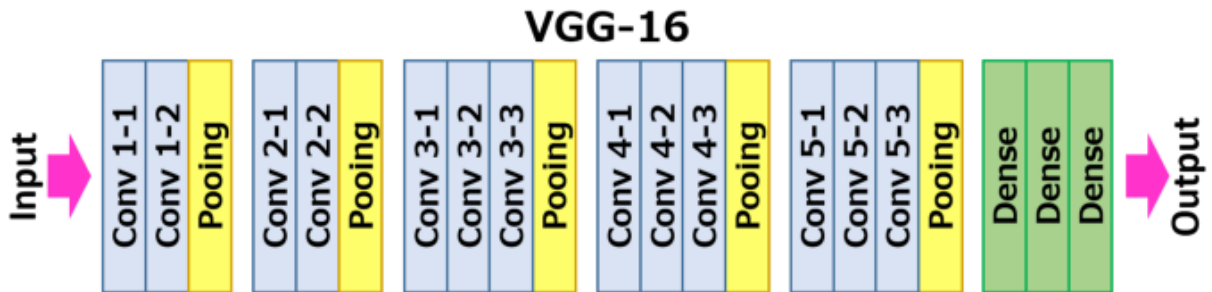 VGG-16
Input
Conv 1-1
Conv 1-2
Pooing
Conv 2-1
Conv 2-2
Pooing
Conv 3-1
Conv 3-2
Conv 3-3
Pooing
Conv 4-1
Conv 4-2
Conv 4-3
Pooing
Conv 5-1
Conv 5-2
Conv 5-3
Pooing
Dense
Dense
Dense
Output